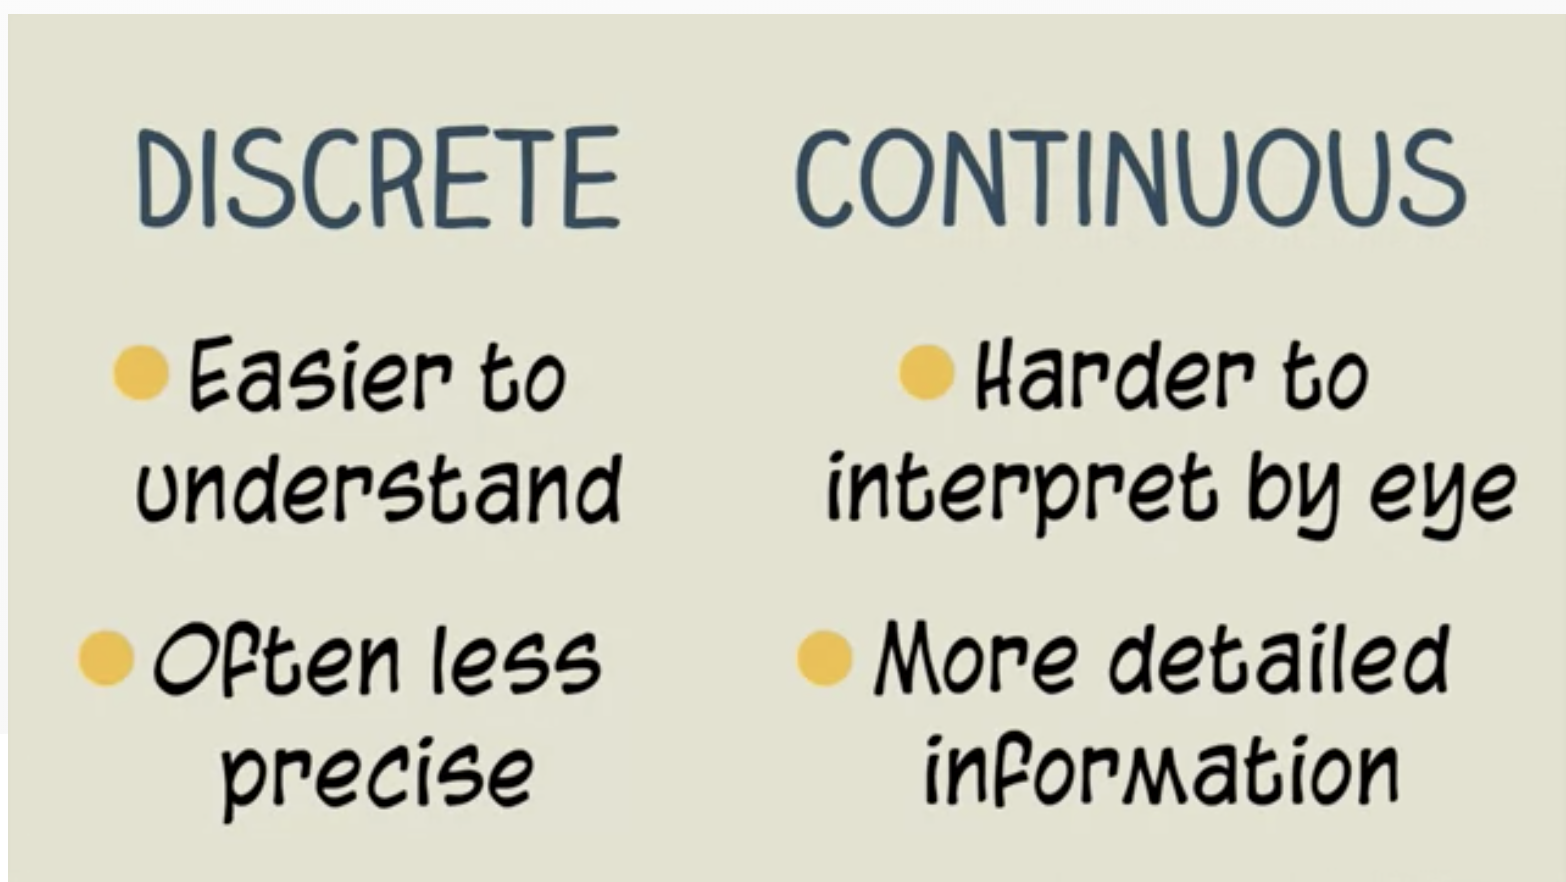 DISCRETE
Easier to
understand
Often less
precise
CONTINUOUS
Harder to
interpret by eye
More detailed
information